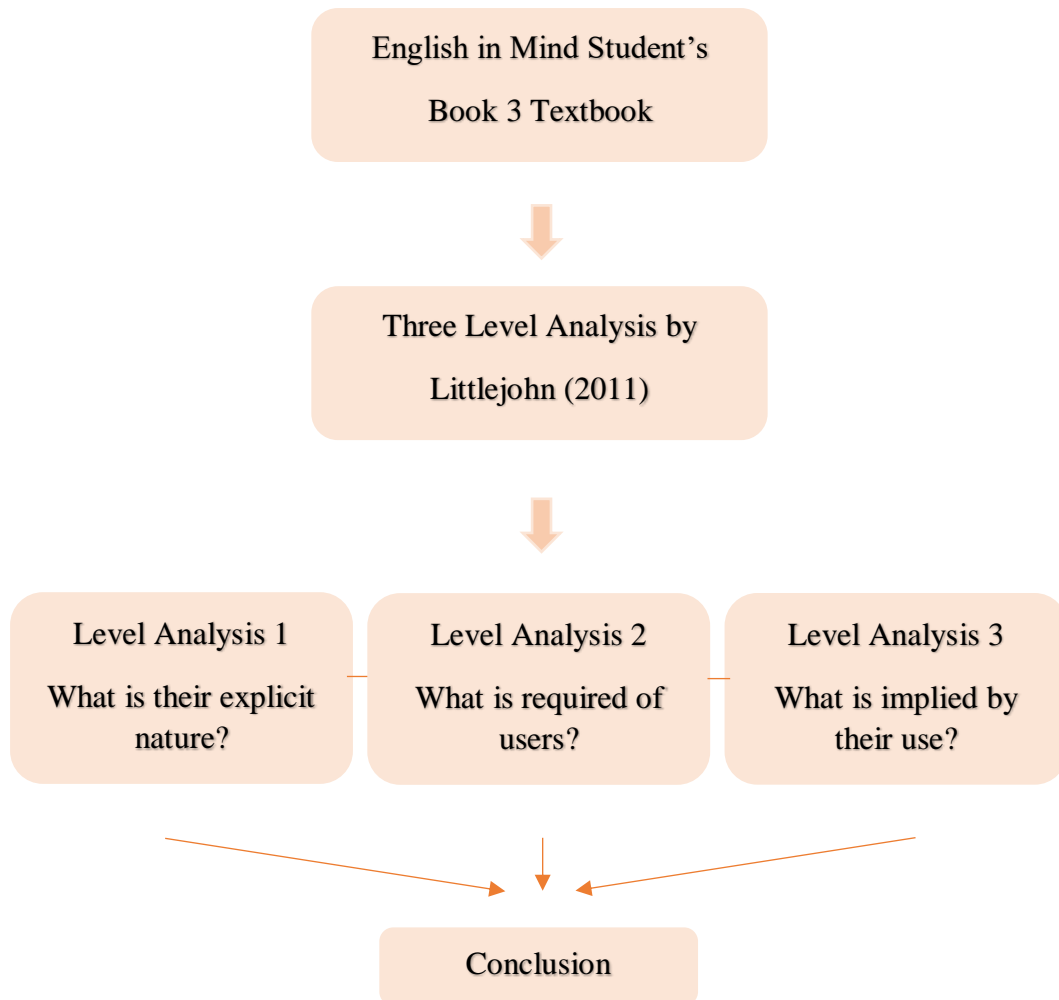 English in Mind Student’s
Book 3 Textbook
Three Level Analysis by
Littlejohn (2011)
Level Analysis 1
What is their explicit
nature?
Level Analysis 2
What is required of
users?
Level Analysis 3
What is implied by
their use?
Conclusion